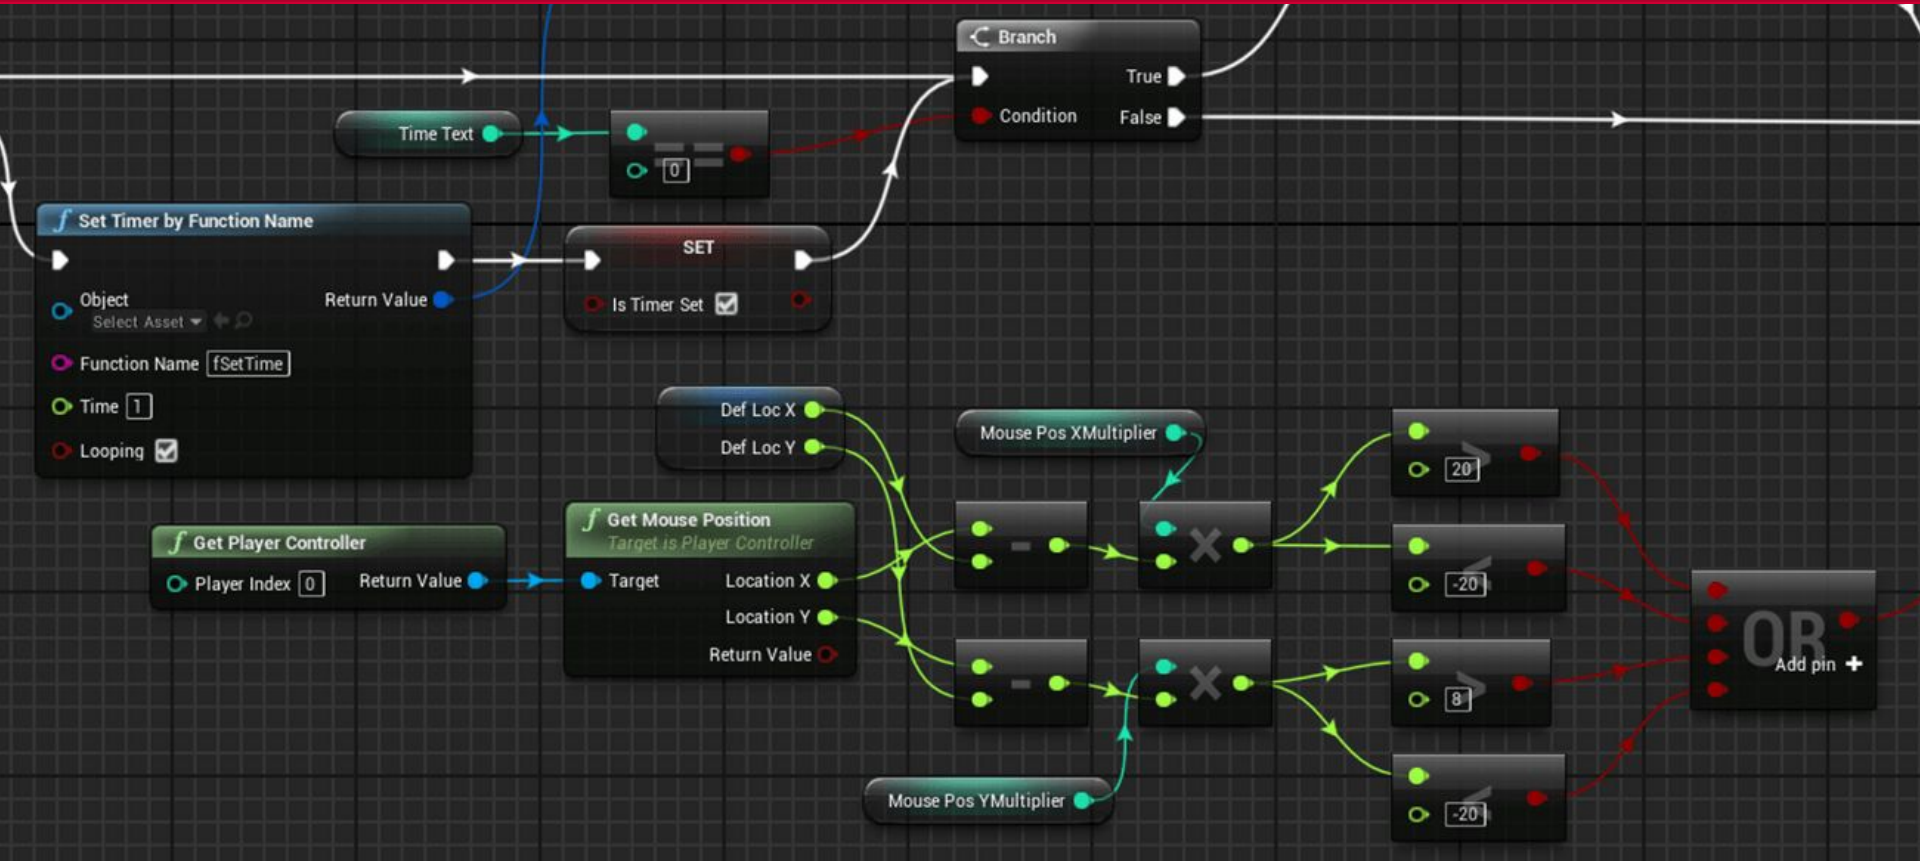 Branch
True
Condition
False
Time Text
==
0
f Set Timer by Function Name
Object
Select Asset
Return Value
Function Name fSetTime
Time 1
Looping
SET
Is Timer Set
Def Loc X
Def Loc Y
Mouse Pos XMultiplier
f Get Player Controller
Player Index 0
Return Value
f Get Mouse Position
Target is Player Controller
Target
Location X
Location Y
Return Value
-
×
-
×
Mouse Pos YMultiplier
>
20
<
-20
>
8
<
-20
OR
Add pin +